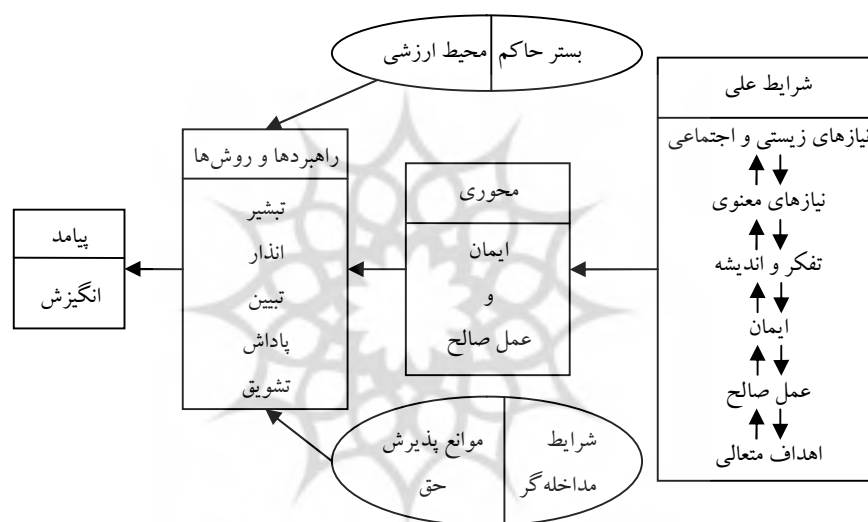 بستر حاکم
محیط ارزشی
شرایط علی
نیازهای زیستی و اجتماعی
نیازهای معنوی
تفکر و اندیشه
ایمان
عمل صالح
اهداف متعالی
محوری
ایمان
و
عمل صالح
راهبردها و روش‌ها
تبشیر
انذار
تبیین
پاداش
تشویق
پیامد
انگیزش
شرایط
مداخله‌گر
موانع پذیرش
حق